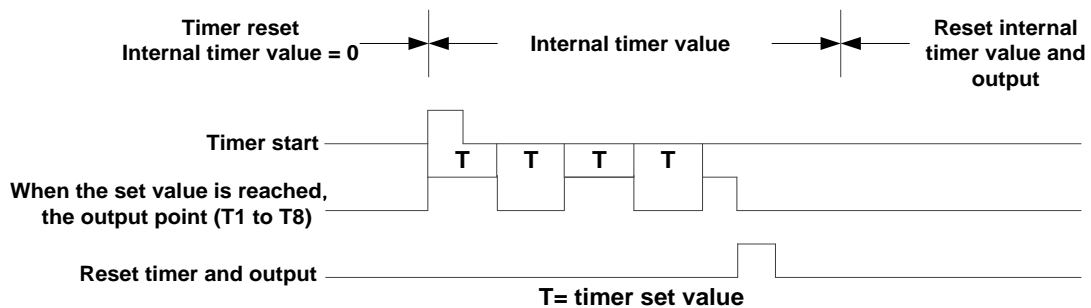 Timer reset
Internal timer value = 0
Internal timer value
Reset internal
timer value and
output
Timer start
T T T T
When the set value is reached,
the output point (T1 to T8)
Reset timer and output
T= timer set value